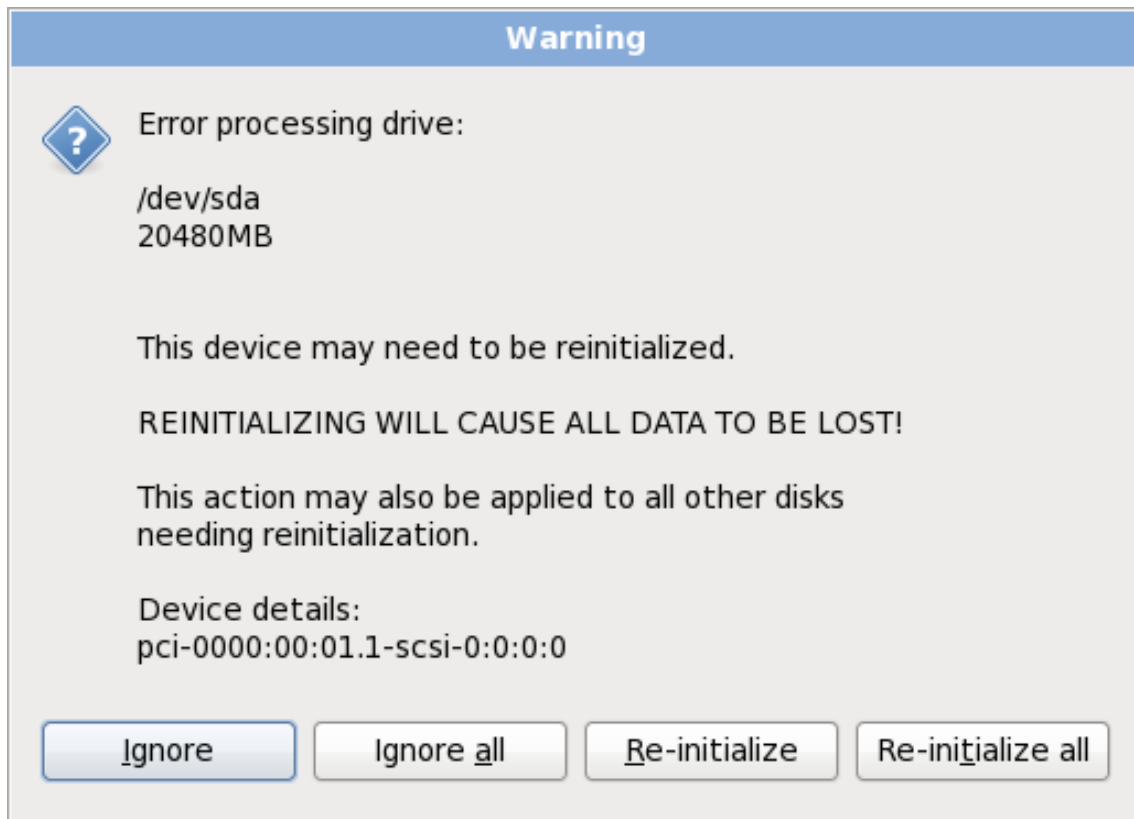 Warning
Error processing drive:
/dev/sda
20480MB
This device may need to be reinitialized.
REINITIALIZING WILL CAUSE ALL DATA TO BE LOST!
This action may also be applied to all other disks
needing reinitialization.
Device details:
pci-0000:00:01.1-scsi-0:0:0:0
Ignore
Ignore all
Re-initialize
Re-initialize all